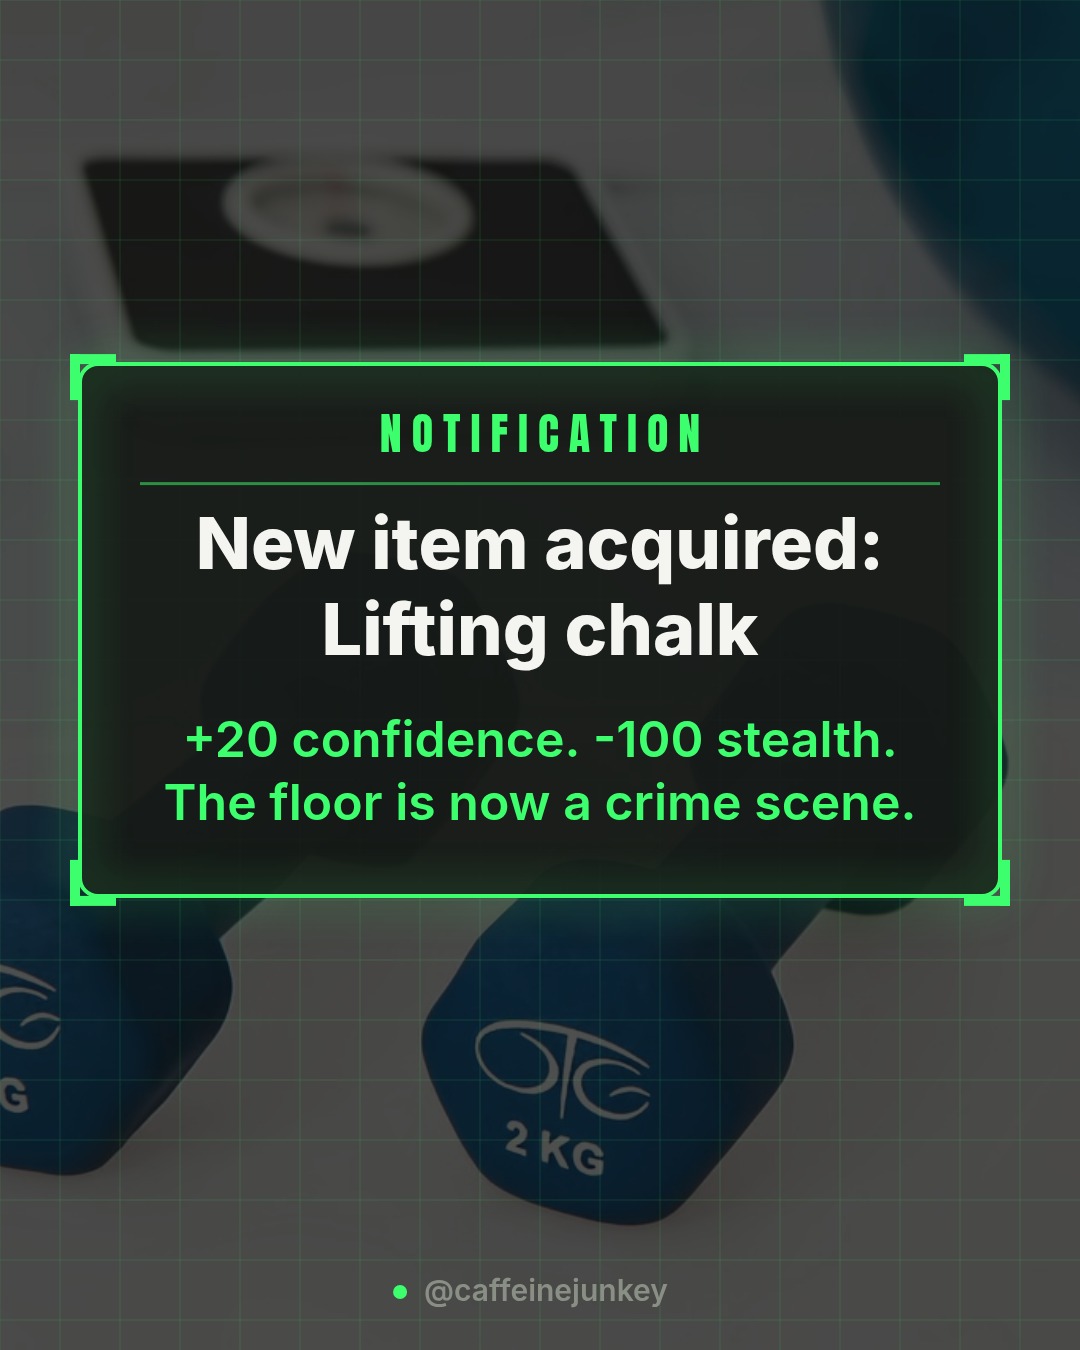 NOTIFICATION
New item acquired:
Lifting chalk
+20 confidence. -100 stealth.
The floor is now a crime scene.
G
OTG
2 KG
@caffeinejunkey